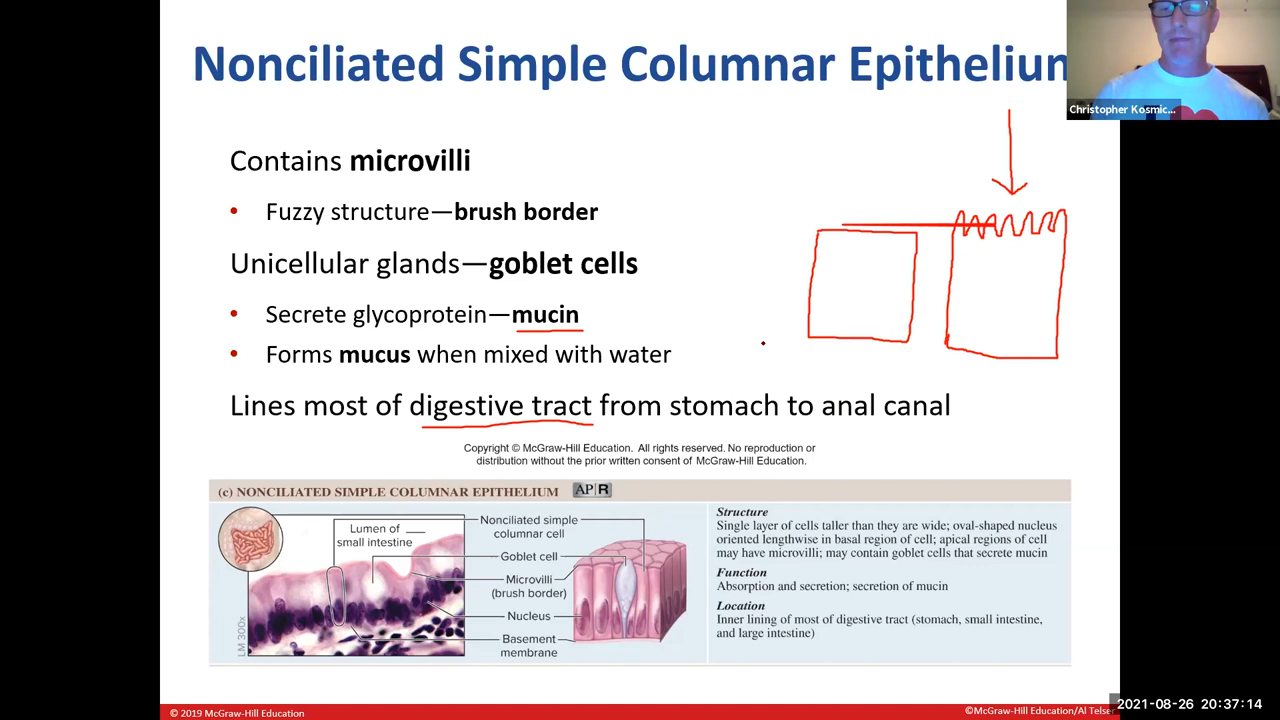 Nonciliated Simple Columnar Epithelium
Christopher Kosmic...
Contains microvilli
• Fuzzy structure—brush border
Unicellular glands—goblet cells
• Secrete glycoprotein—mucin
• Forms mucus when mixed with water
Lines most of digestive tract from stomach to anal canal
Copyright © McGraw-Hill Education. All rights reserved. No reproduction or
distribution without the prior written consent of McGraw-Hill Education.
(c) NONCILIATED SIMPLE COLUMNAR EPITHELIUM AP|R
Lumen of
small intestine
Nonciliated simple
columnar cell
Goblet cell
Microvilli
(brush border)
Nucleus
Basement
membrane
LM 300x
Structure
Single layer of cells taller than they are wide; oval-shaped nucleus
oriented lengthwise in basal region of cell; apical regions of cell
may have microvilli; may contain goblet cells that secrete mucin
Function
Absorption and secretion; secretion of mucin
Location
Inner lining of most of digestive tract (stomach, small intestine,
and large intestine)
© 2019 McGraw-Hill Education
©McGraw-Hill Education/Al Telser
2021-08-26 20:37:14